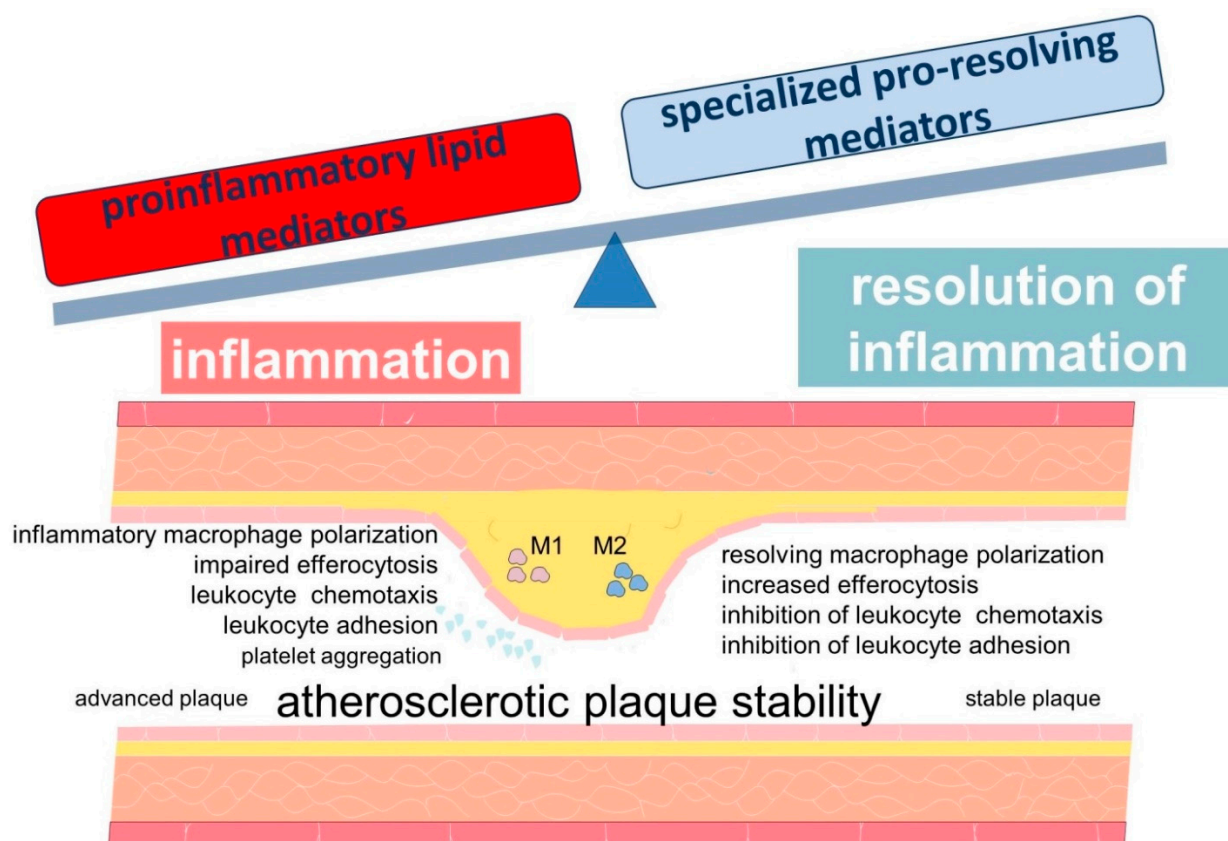 proinflammatory lipid
mediators
specialized pro-resolving
mediators
inflammation
resolution of
inflammation
inflammatory macrophage polarization
impaired efferocytosis
leukocyte chemotaxis
leukocyte adhesion
platelet aggregation
M1 M2
resolving macrophage polarization
increased efferocytosis
inhibition of leukocyte chemotaxis
inhibition of leukocyte adhesion
advanced plaque
atherosclerotic plaque stability
stable plaque